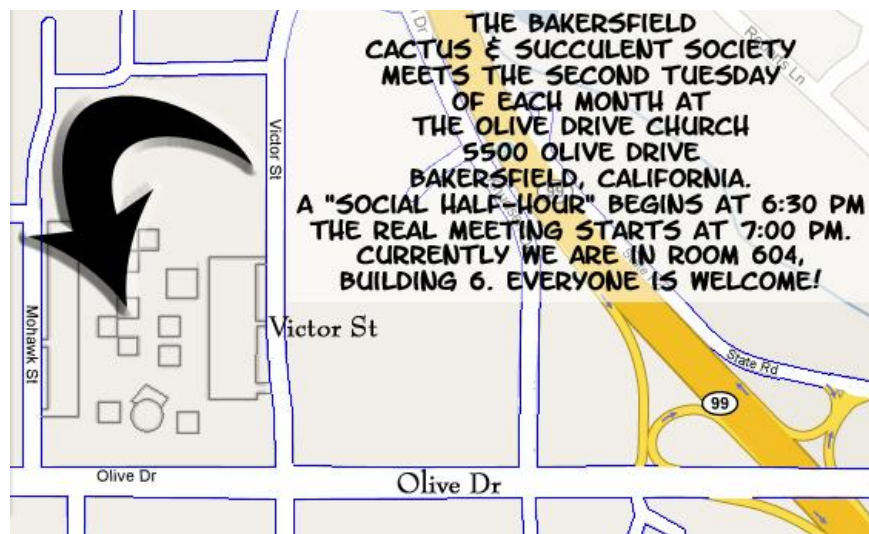 THE BAKERSFIELD
CACTUS & SUCCULENT SOCIETY
MEETS THE SECOND TUESDAY
OF EACH MONTH AT
THE OLIVE DRIVE CHURCH
5500 OLIVE DRIVE
BAKERSFIELD, CALIFORNIA.
A "SOCIAL HALF-HOUR" BEGINS AT 6:30 PM
THE REAL MEETING STARTS AT 7:00 PM.
CURRENTLY WE ARE IN ROOM 604,
BUILDING 6. EVERYONE IS WELCOME!
Dr
Roberts Ln
Victor St
Victor St
Mohawk St
State Rd
99
Olive Dr
Olive Dr